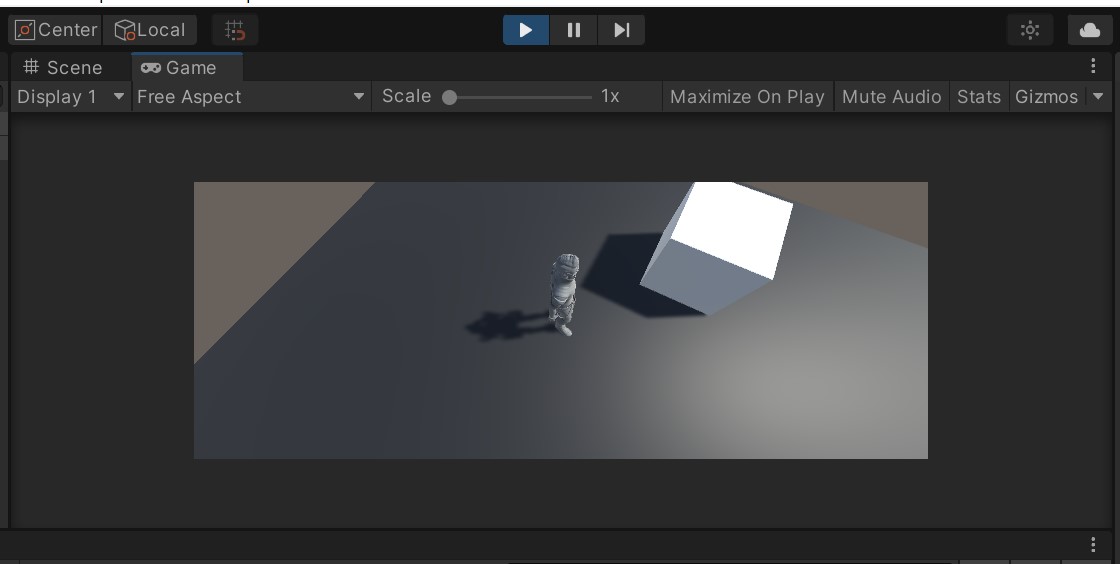 Center Local
Scene Game
Display 1 Free Aspect Scale 1x Maximize On Play Mute Audio Stats Gizmos